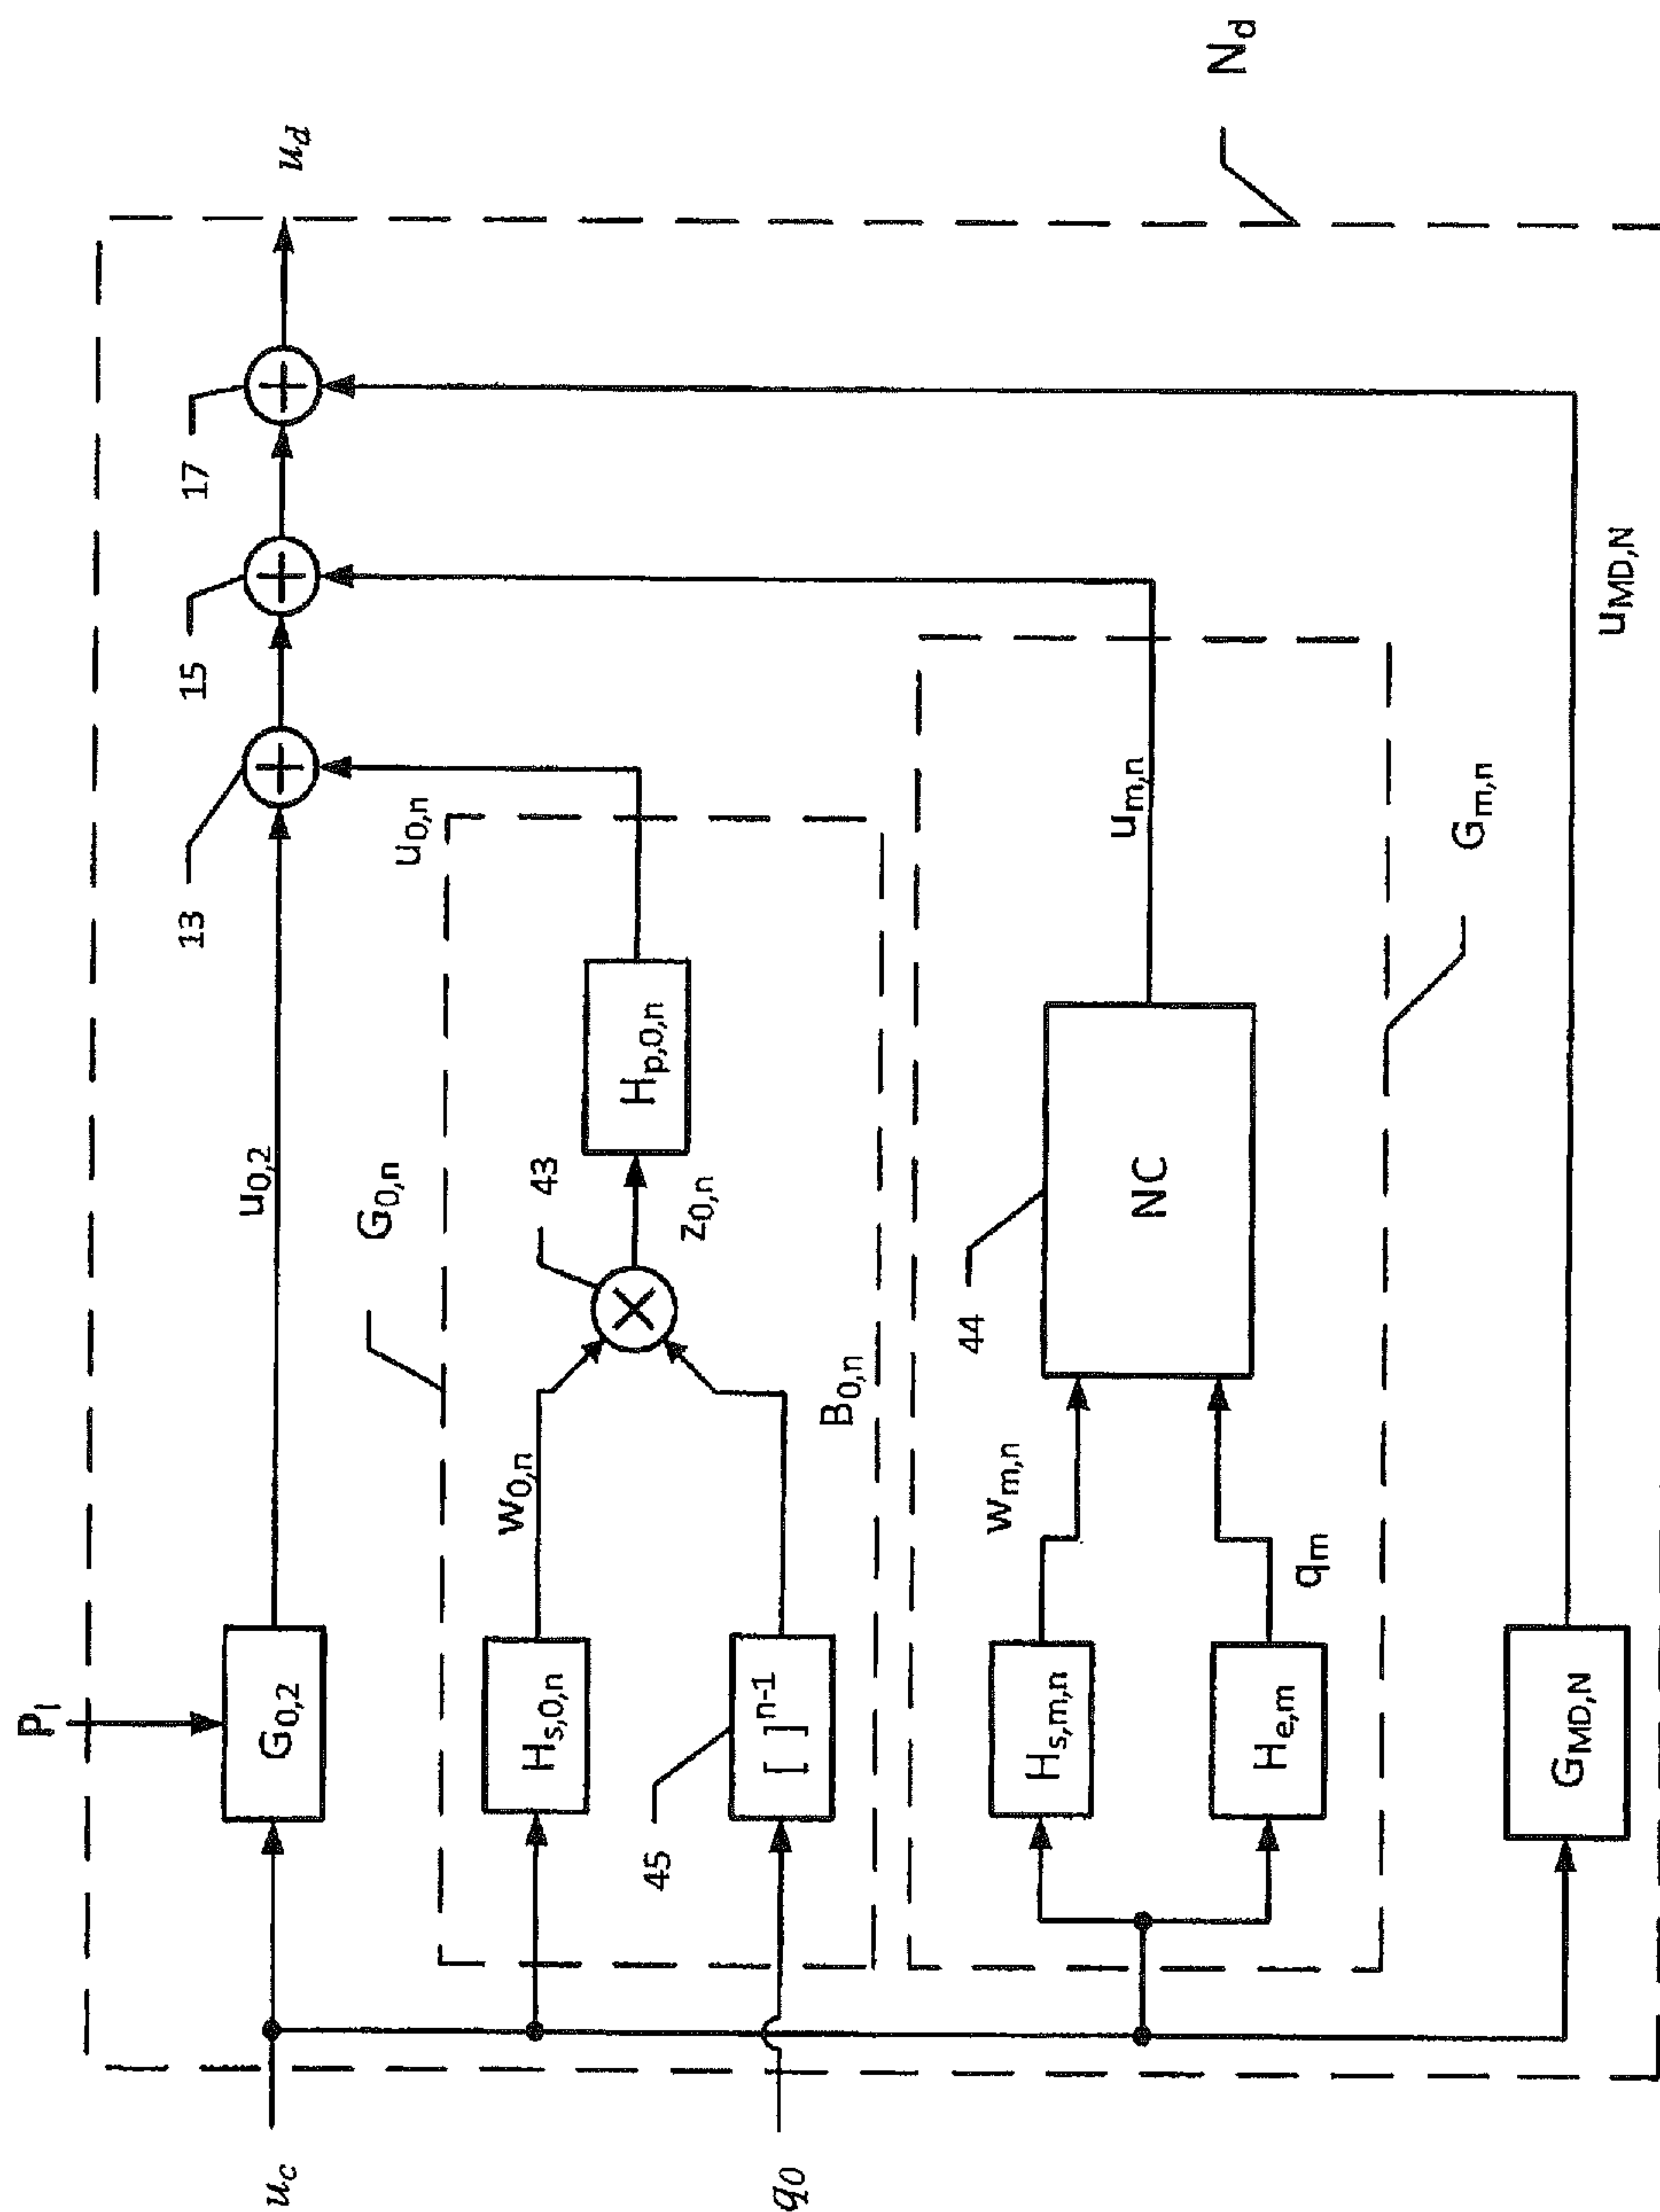 P_l
u_c
G_{0,2}
u_{0,2}
13
15
17
u_d
G_{0,n}
u_{0,n}
H_{s,0,n}
w_{0,n}
43
z_{0,n}
H_{p,0,n}
45
[ ]^{n-1}
B_{0,n}
q_0
44
H_{s,m,n}
w_{m,n}
NC
u_{m,n}
H_{e,m}
q_m
G_{m,n}
G_{MD,N}
u_{MD,N}
N_d